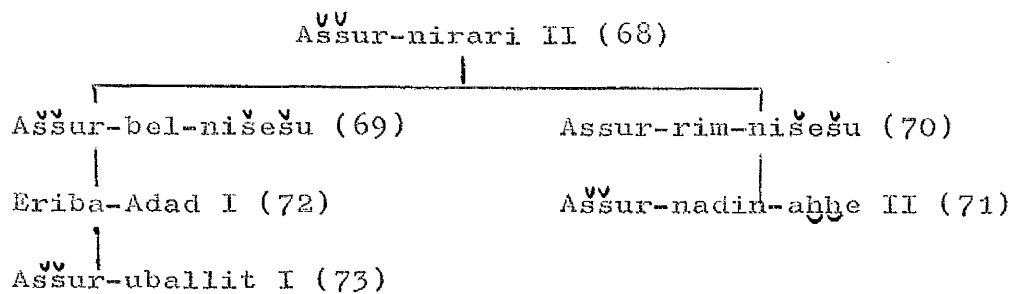 Aššur-nirari II (68)
Aššur-bel-nišešu (69) Assur-rim-nišešu (70)
Eriba-Adad I (72) Aššur-nadin-aḫḫe II (71)
Aššur-uballit I (73)